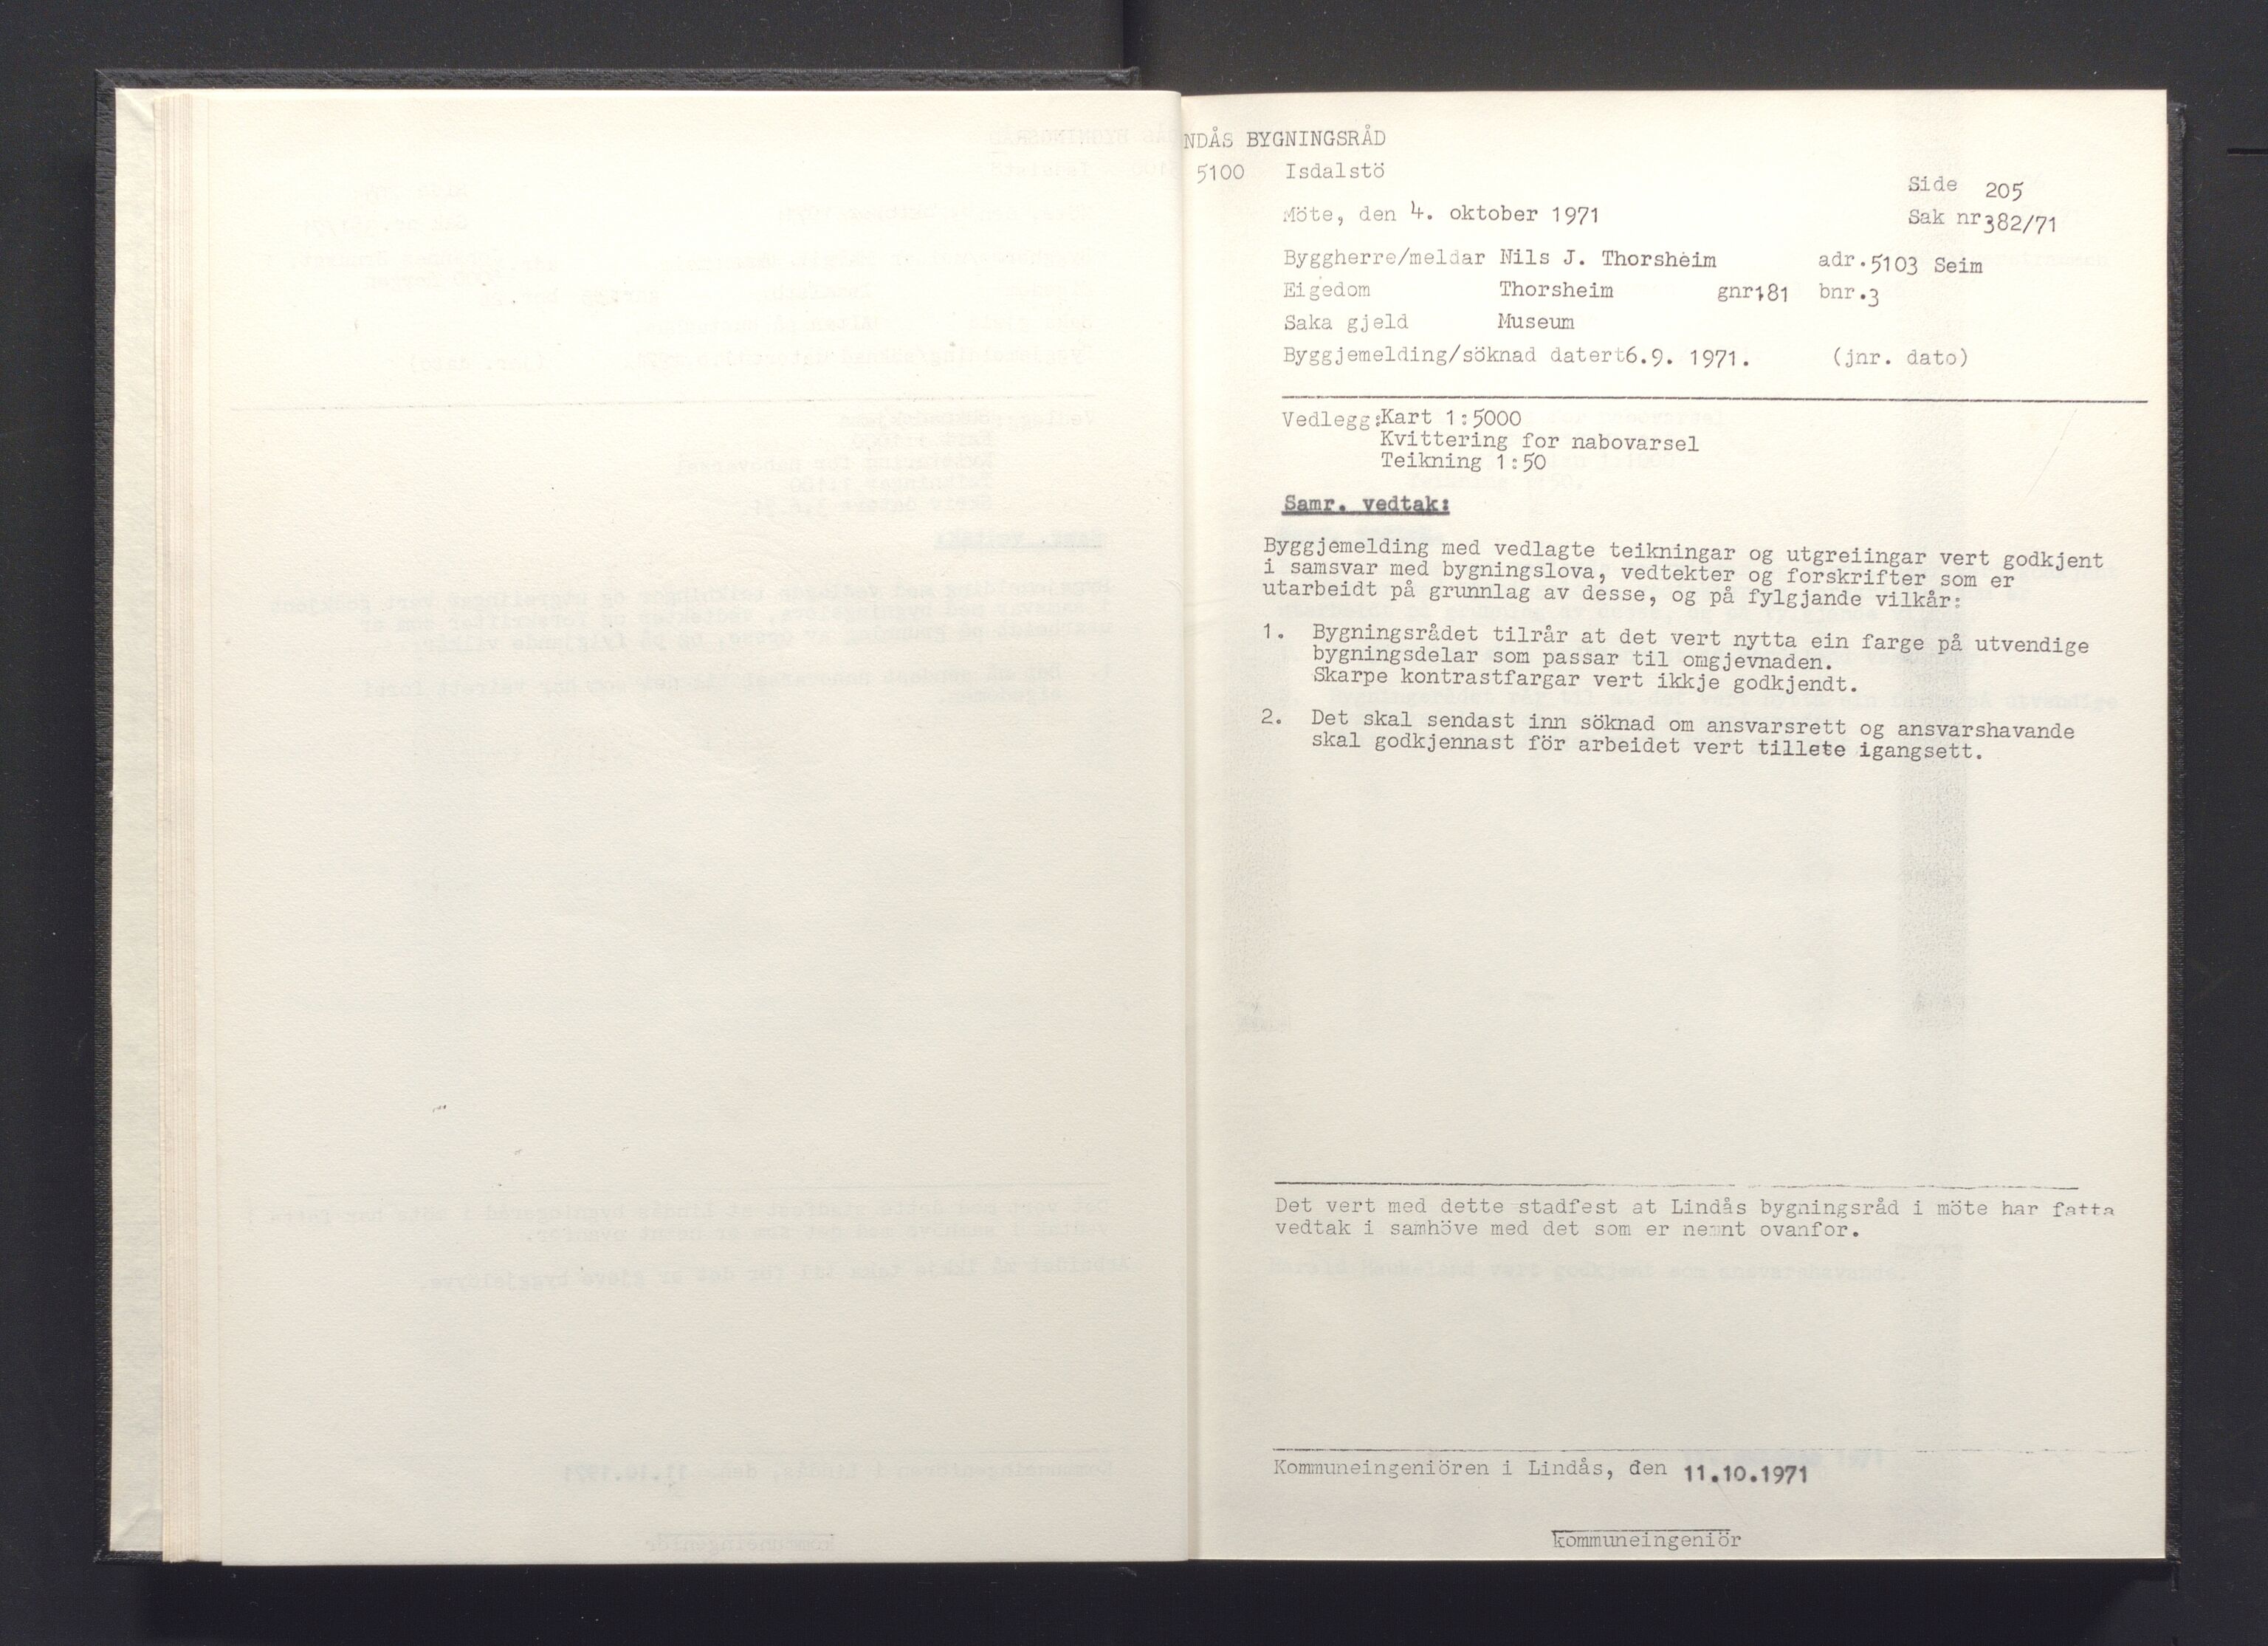 NDÅS BYGNINGSRÅD
5100 Isdalstö
Side 205
Möte, den 4. oktober 1971
Sak nr 382/71
Byggherre/meldar Nils J. Thorsheim adr. 5103 Seim
Eigedom Thorsheim gnr 181 bnr. 3
Saka gjeld Museum
Byggjemelding/söknad datert 6.9. 1971. (jnr. dato)
Vedlegg: Kart 1:5000
Kvittering for nabovarsel
Teikning 1:50
Samr. vedtak:
Byggjemelding med vedlagte teikningar og utgreiingar vert godkjent
i samsvar med bygningslova, vedtekter og forskrifter som er
utarbeidt på grunnlag av desse, og på fylgjande vilkår:
1. Bygningsrådet tilrår at det vert nytta ein farge på utvendige
bygningsdelar som passar til omgjevnaden.
Skarpe kontrastfargar vert ikkje godkjendt.
2. Det skal sendast inn söknad om ansvarsrett og ansvarshavande
skal godkjennast för arbeidet vert tillete igangsett.
Det vert med dette stadfest at Lindås bygningsråd i möte har fatta
vedtak i samhöve med det som er nemnt ovanfor.
Kommuneingeniören i Lindås, den 11.10.1971
kommuneingeniör